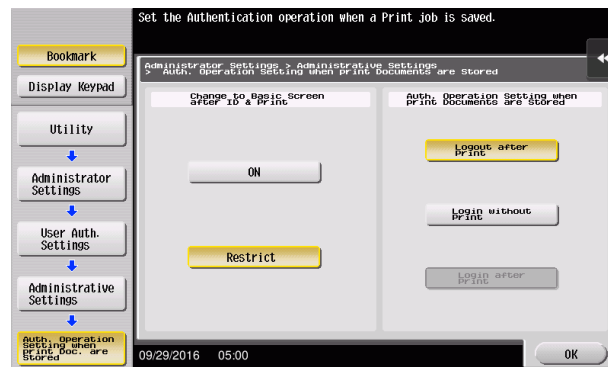 Set the Authentication operation when a Print job is saved.
Bookmark
Display Keypad
Utility
Administrator
Settings
User Auth.
Settings
Administrative
Settings
Auth. Operation
Setting when
print Doc. are
Stored
Administrator Settings > Administrative Settings
> Auth. Operation Setting when print Documents are Stored
Change to Basic Screen
after ID & Print
ON
Restrict
Auth. Operation Setting when
print Documents are Stored
Logout after
Print
Login without
Print
Login after
Print
09/29/2016 05:00
OK